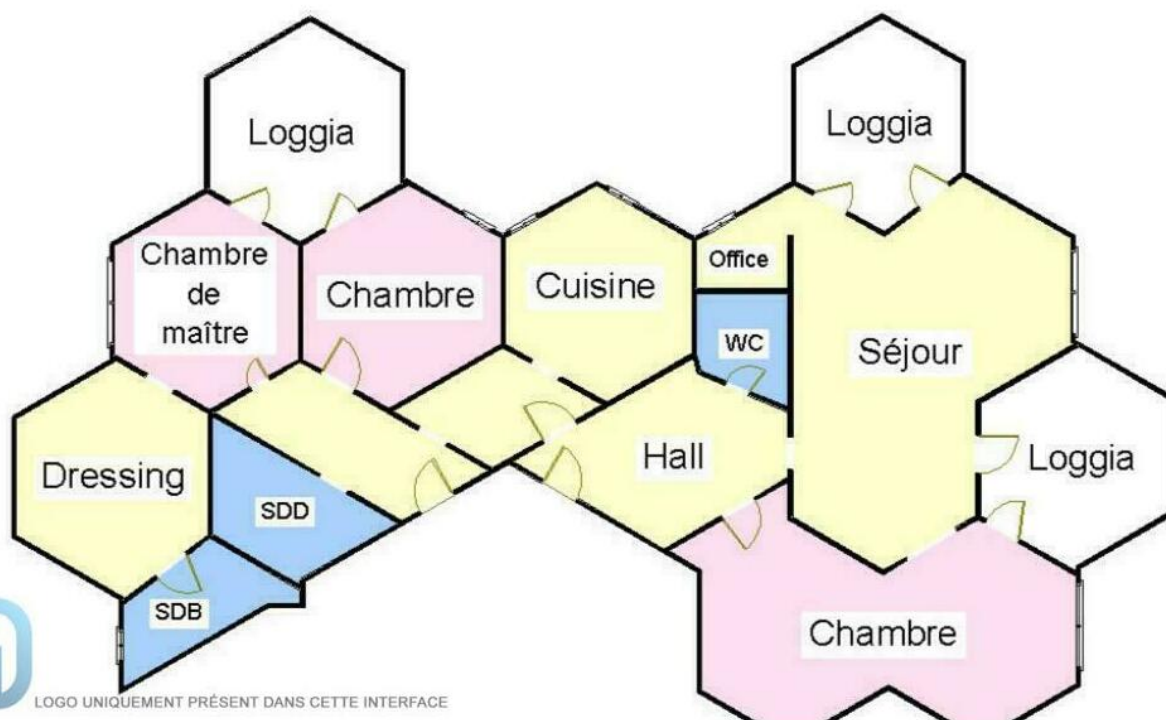 Loggia
Loggia
Chambre
de
maître
Chambre
Cuisine
Office
WC
Séjour
Dressing
SDD
Hall
Loggia
SDB
Chambre
LOGO UNIQUEMENT PRÉSENT DANS CETTE INTERFACE